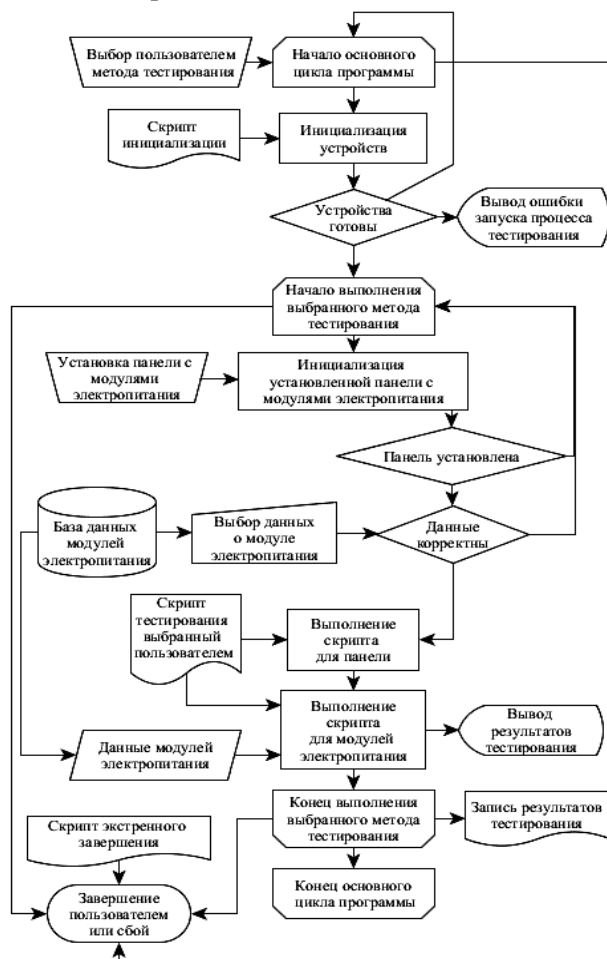 Выбор пользователем
метода тестирования
Начало основного
цикла программы
Скрипт
инициализации
Инициализация
устройств
Устройства
готовы
Вывод ошибки
запуска процесса
тестирования
Начало выполнения
выбранного метода
тестирования
Установка панели с
модулями
электропитания
Инициализация
установленной панели с
модулями электропитания
Панель установлена
База данных
модулей
электропитания
Выбор данных
о модуле
электропитания
Данные
корректны
Скрипт
тестирования
выбранный
пользователем
Выполнение
скрипта
для панели
Выполнение
скрипта
для модулей
электропитания
Вывод
результатов
тестирования
Данные модулей
электропитания
Скрипт экстренного
завершения
Конец выполнения
выбранного метода
тестирования
Запись результатов
тестирования
Завершение
пользователем
или сбой
Конец основного
цикла программы